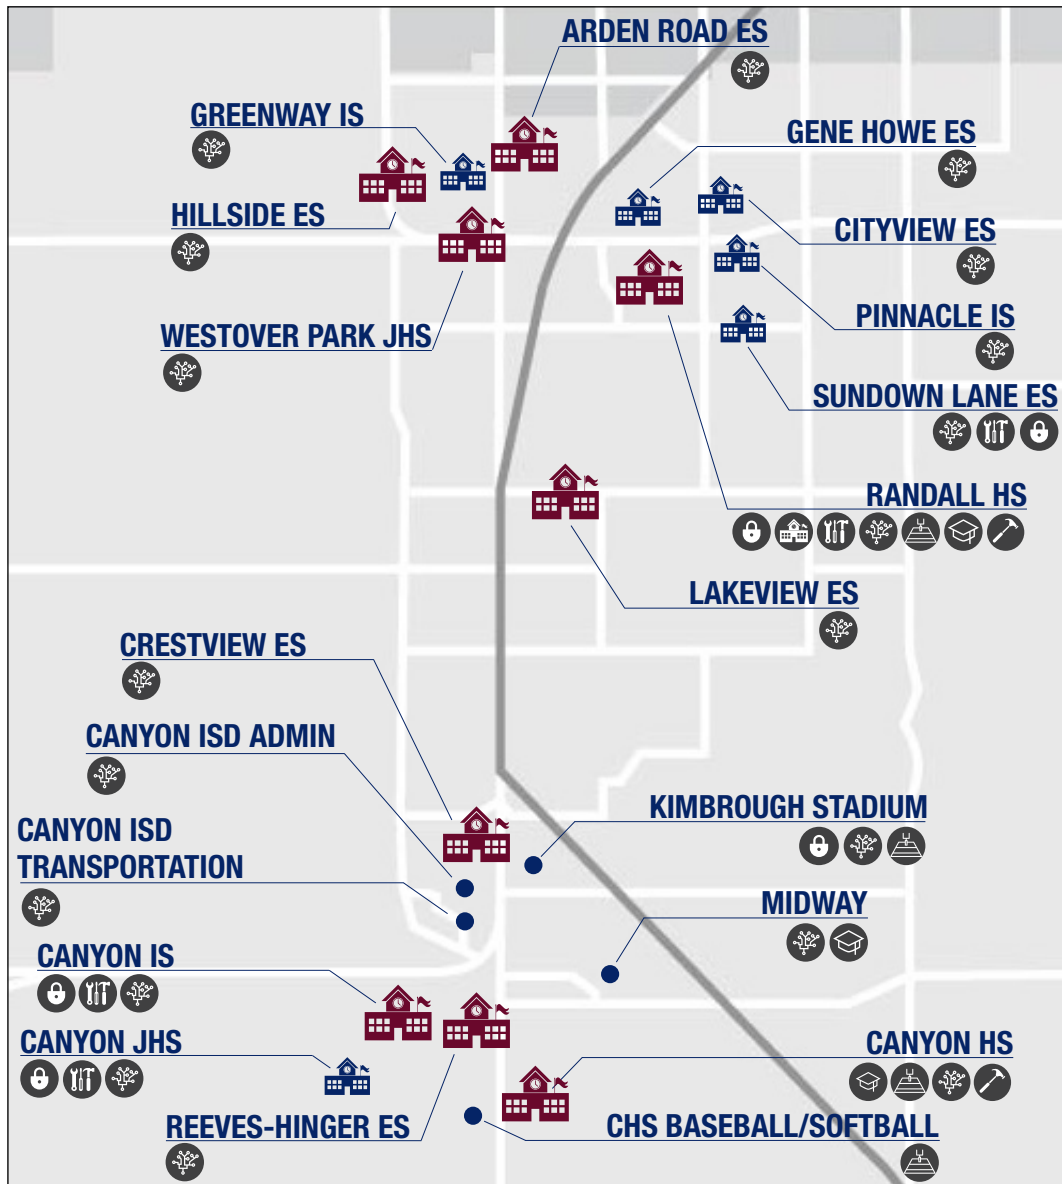 ARDEN ROAD ES
GREENWAY IS
GENE HOWE ES
HILLSIDE ES
CITYVIEW ES
PINNACLE IS
WESTOVER PARK JHS
SUNDOWN LANE ES
RANDALL HS
LAKEVIEW ES
CRESTVIEW ES
CANYON ISD ADMIN
KIMBROUGH STADIUM
CANYON ISD
TRANSPORTATION
MIDWAY
CANYON IS
CANYON JHS
CANYON HS
REEVES-HINGER ES
CHS BASEBALL/SOFTBALL